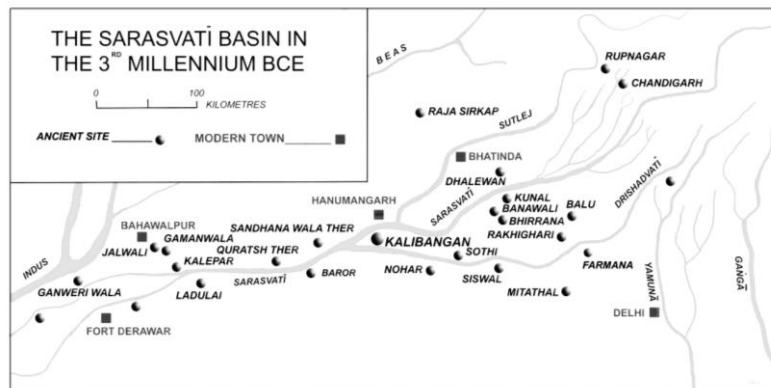 THE SARASVATĪ BASIN IN
THE 3RD MILLENNIUM BCE
0 100
KILOMETRES
ANCIENT SITE
MODERN TOWN
BEAS
RUPNAGAR
CHANDIGARH
RAJA SIRKAP
SUTLEJ
BHATINDA
DHALEWAN
DRISHADVATĪ
HANUMANGARH
SARASVATĪ
KUNAL
BANAWALI
BALU
BHIRRANA
RAKHIGHARI
BAHAWALPUR
SANDHANA WALA THER
GAMANWALA
JALWALI
QURATSH THER
KALIBANGAN
SOTHI
FARMANA
KALEPAR
INDUS
NOHAR
SISWAL
BAROR
SARASVATĪ
GANWERI WALA
LADULAI
MITATHAL
YAMUNĀ
GAṄGĀ
DELHI
FORT DERAWAR